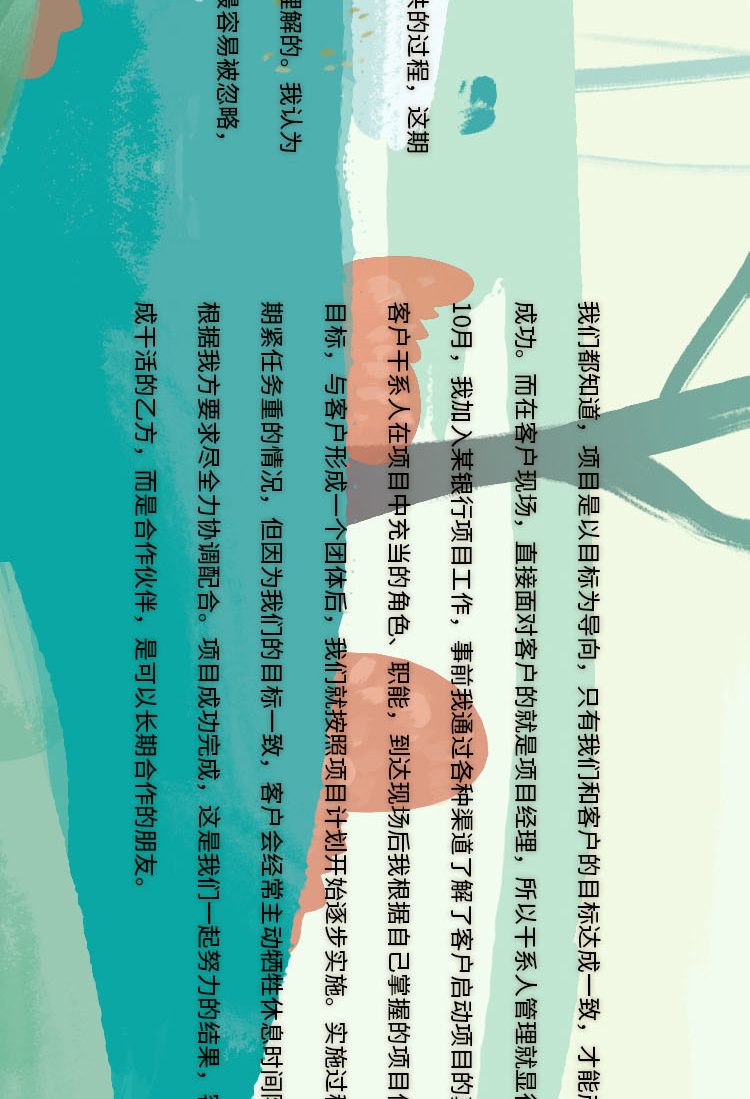 供的过程，这期
理解的。我认为
最容易被忽略，
我们都知道，项目是以目标为导向，只有我们和客户的目标达成一致，才能
成功。而在客户现场，直接面对客户的就是项目经理，所以干系人管理就显得
10月，我加入某银行项目工作，事前我通过各种渠道了解了客户启动项目的
客户干系人在项目中充当的角色、职能，到达现场后我根据自己掌握的项目
目标，与客户形成一个团体后，我们就按照项目计划开始逐步实施。实施过程
期紧任务重的情况，但因为我们的目标一致，客户会经常主动牺牲休息时间
根据我方要求尽全力协调配合。项目成功完成，这是我们一起努力的结果，
成干活的乙方，而是合作伙伴，是可以长期合作的朋友。